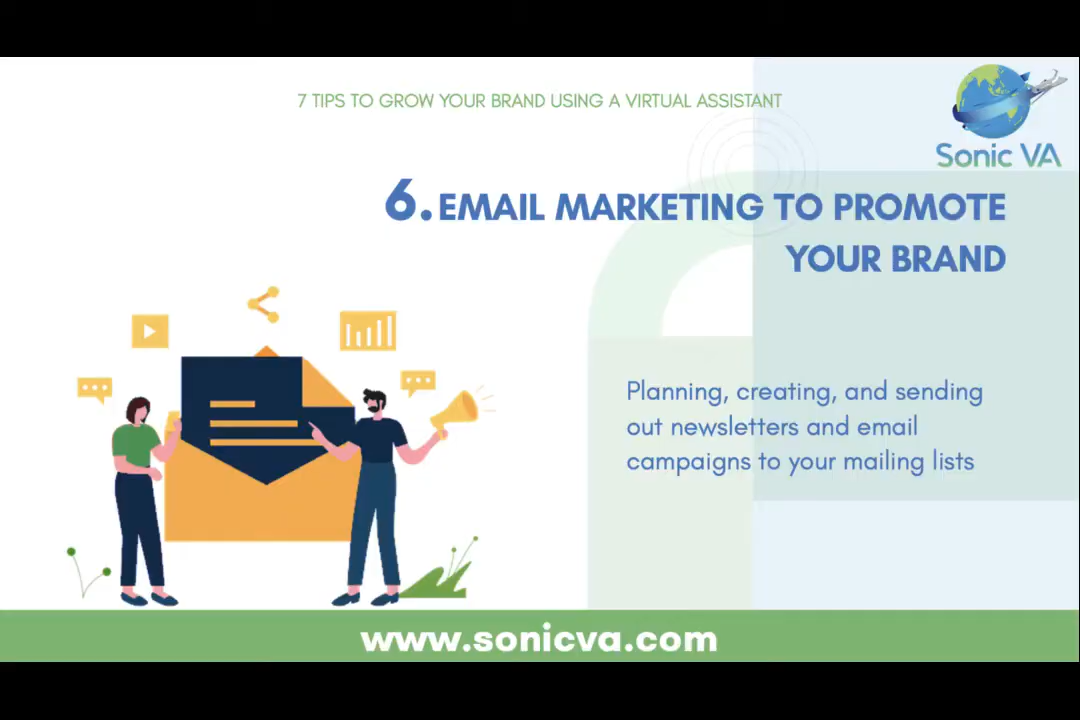 7 TIPS TO GROW YOUR BRAND USING A VIRTUAL ASSISTANT
Sonic VA
6. EMAIL MARKETING TO PROMOTE
YOUR BRAND
Planning, creating, and sending
out newsletters and email
campaigns to your mailing lists
www.sonicva.com